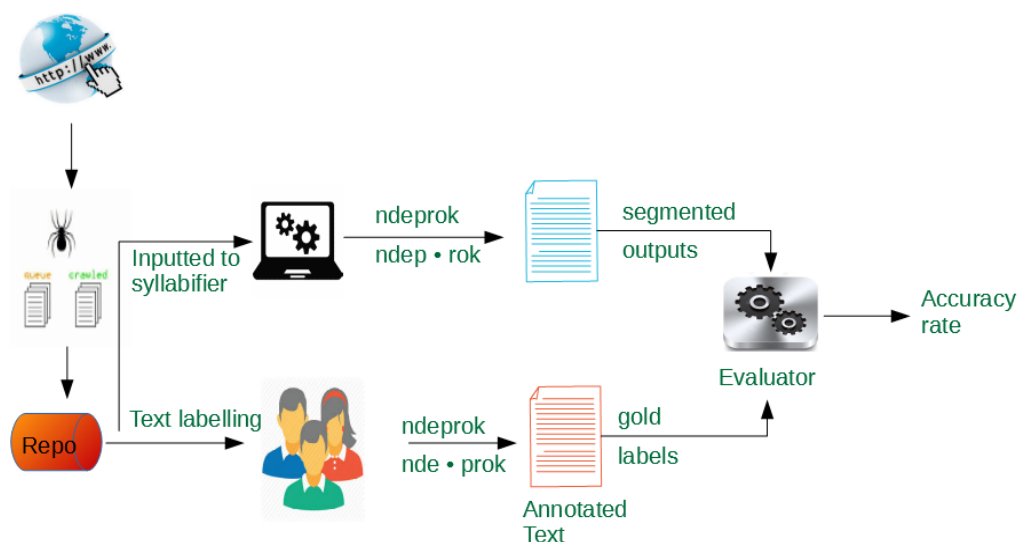 http://www.
queue
crawled
Inputted to
syllabifier
ndeprok
ndep • rok
segmented
outputs
Accuracy
rate
Evaluator
Repo
Text labelling
ndeprok
nde • prok
gold
labels
Annotated
Text